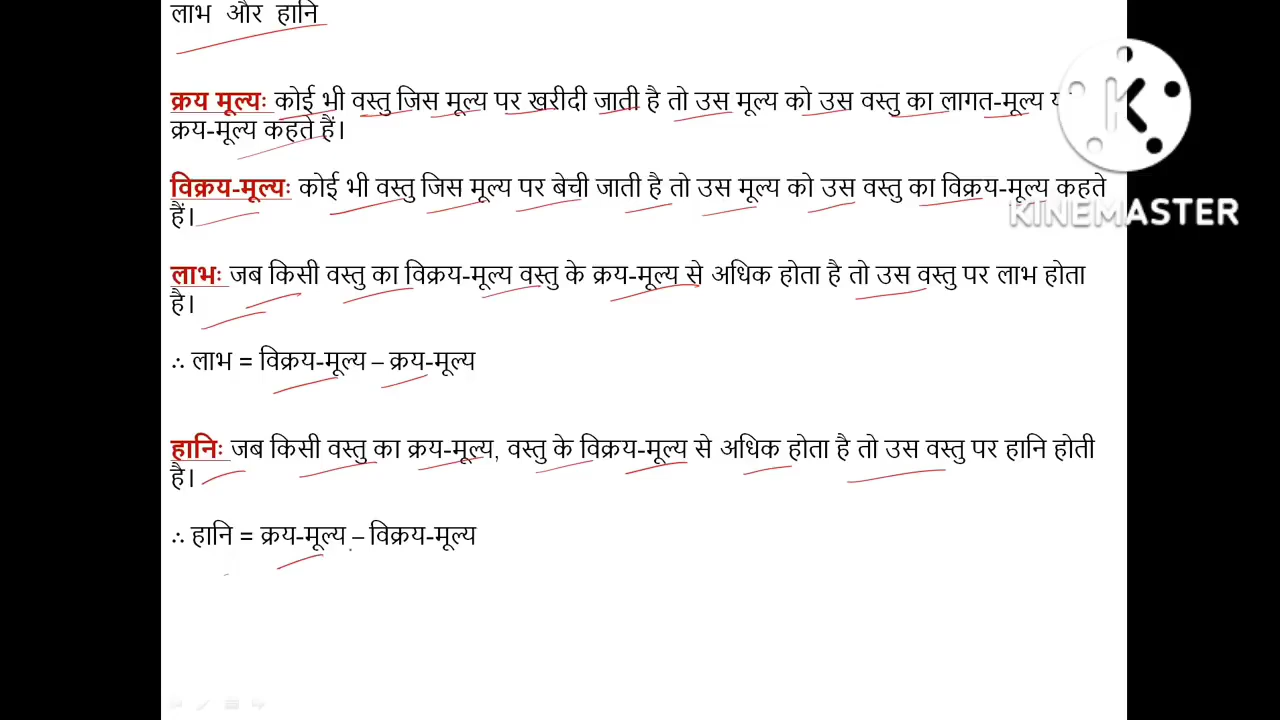 लाभ और हानि
क्रय मूल्यः कोई भी वस्तु जिस मूल्य पर खरीदी जाती है तो उस मूल्य को उस वस्तु का लागत-मूल्य
क्रय-मूल्य कहते हैं।
विक्रय-मूल्यः कोई भी वस्तु जिस मूल्य पर बेची जाती है तो उस मूल्य को उस वस्तु का विक्रय-मूल्य कहते
हैं।
लाभः जब किसी वस्तु का विक्रय-मूल्य वस्तु के क्रय-मूल्य से अधिक होता है तो उस वस्तु पर लाभ होता
है।
∴ लाभ = विक्रय-मूल्य – क्रय-मूल्य
हानिः जब किसी वस्तु का क्रय-मूल्य, वस्तु के विक्रय-मूल्य से अधिक होता है तो उस वस्तु पर हानि होती
है।
∴ हानि = क्रय-मूल्य – विक्रय-मूल्य
KINEMASTER